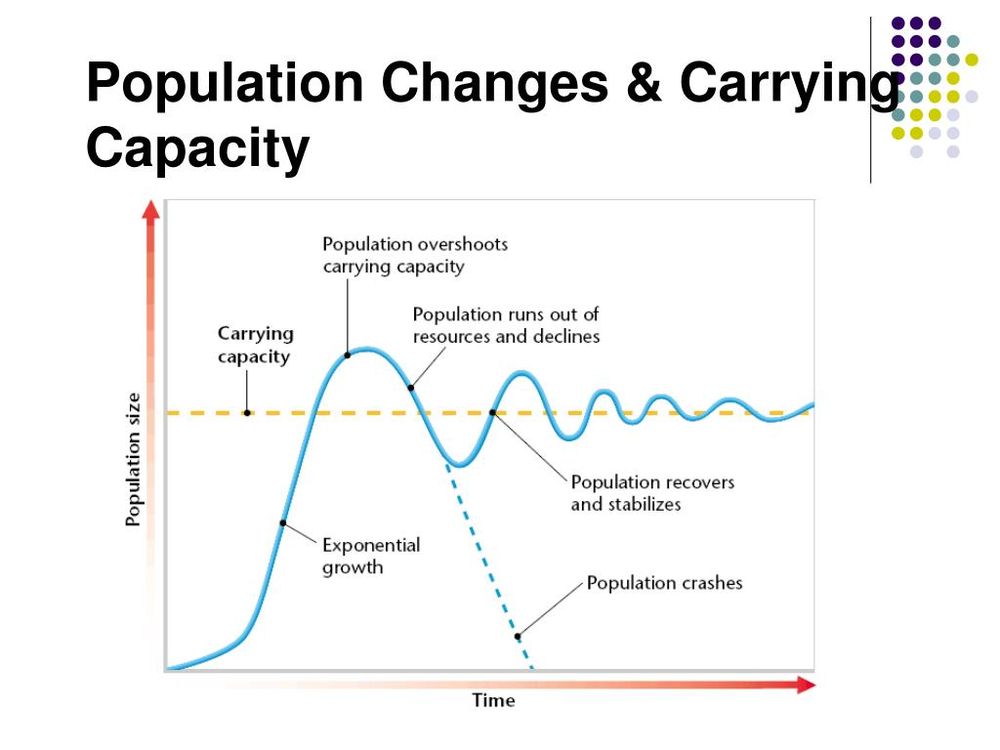 Population Changes & Carrying
Capacity
Population overshoots
carrying capacity
Population runs out of
resources and declines
Carrying
capacity
Population size
Population recovers
and stabilizes
Exponential
growth
Population crashes
Time